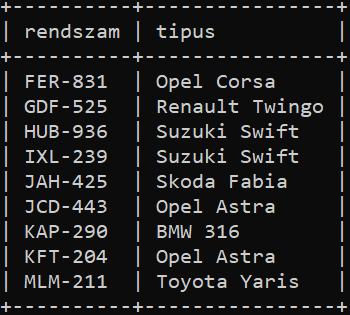 +----------+----------------+
| rendszam | tipus          |
+----------+----------------+
| FER-831  | Opel Corsa     |
| GDF-525  | Renault Twingo |
| HUB-936  | Suzuki Swift   |
| IXL-239  | Suzuki Swift   |
| JAH-425  | Skoda Fabia    |
| JCD-443  | Opel Astra     |
| KAP-290  | BMW 316        |
| KFT-204  | Opel Astra     |
| MLM-211  | Toyota Yaris   |
+----------+----------------+